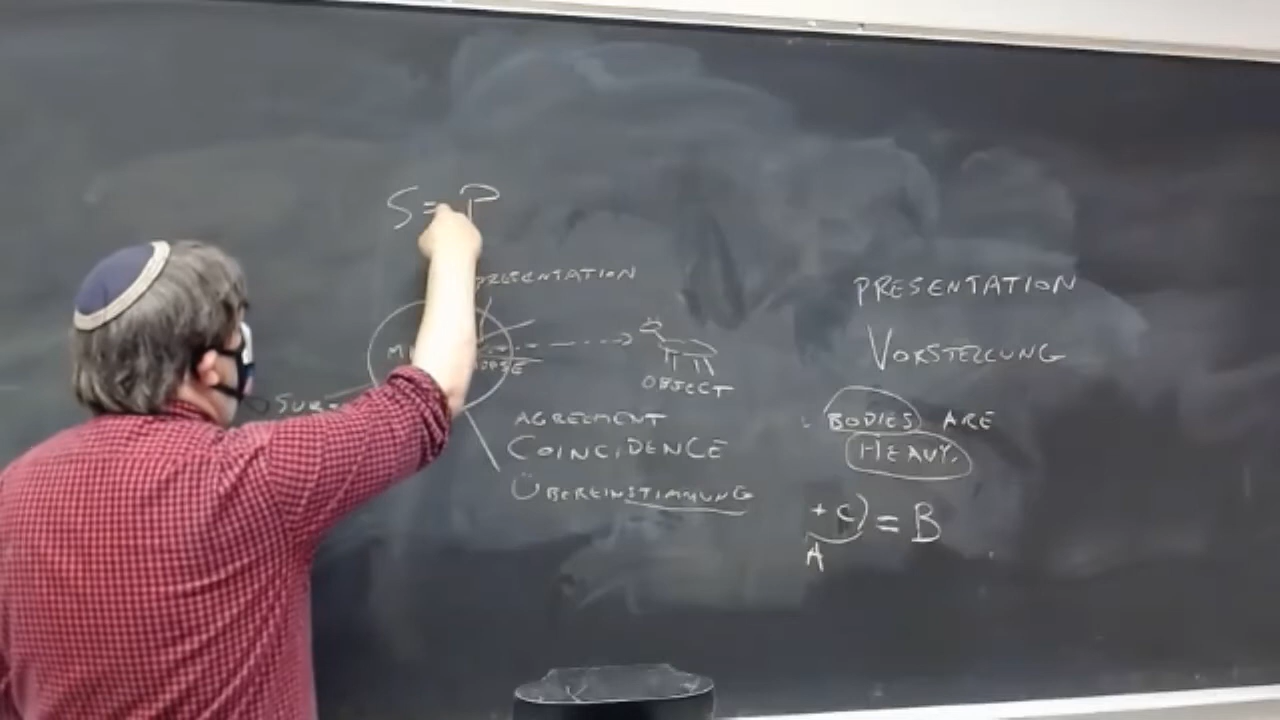 S = P
PRESENTATION
OBJECT
AGREEMENT
COINCIDENCE
ÜBEREINSTIMMUNG
PRESENTATION
VORSTELLUNG
BODIES ARE
HEAVY.
+ C) = B
A